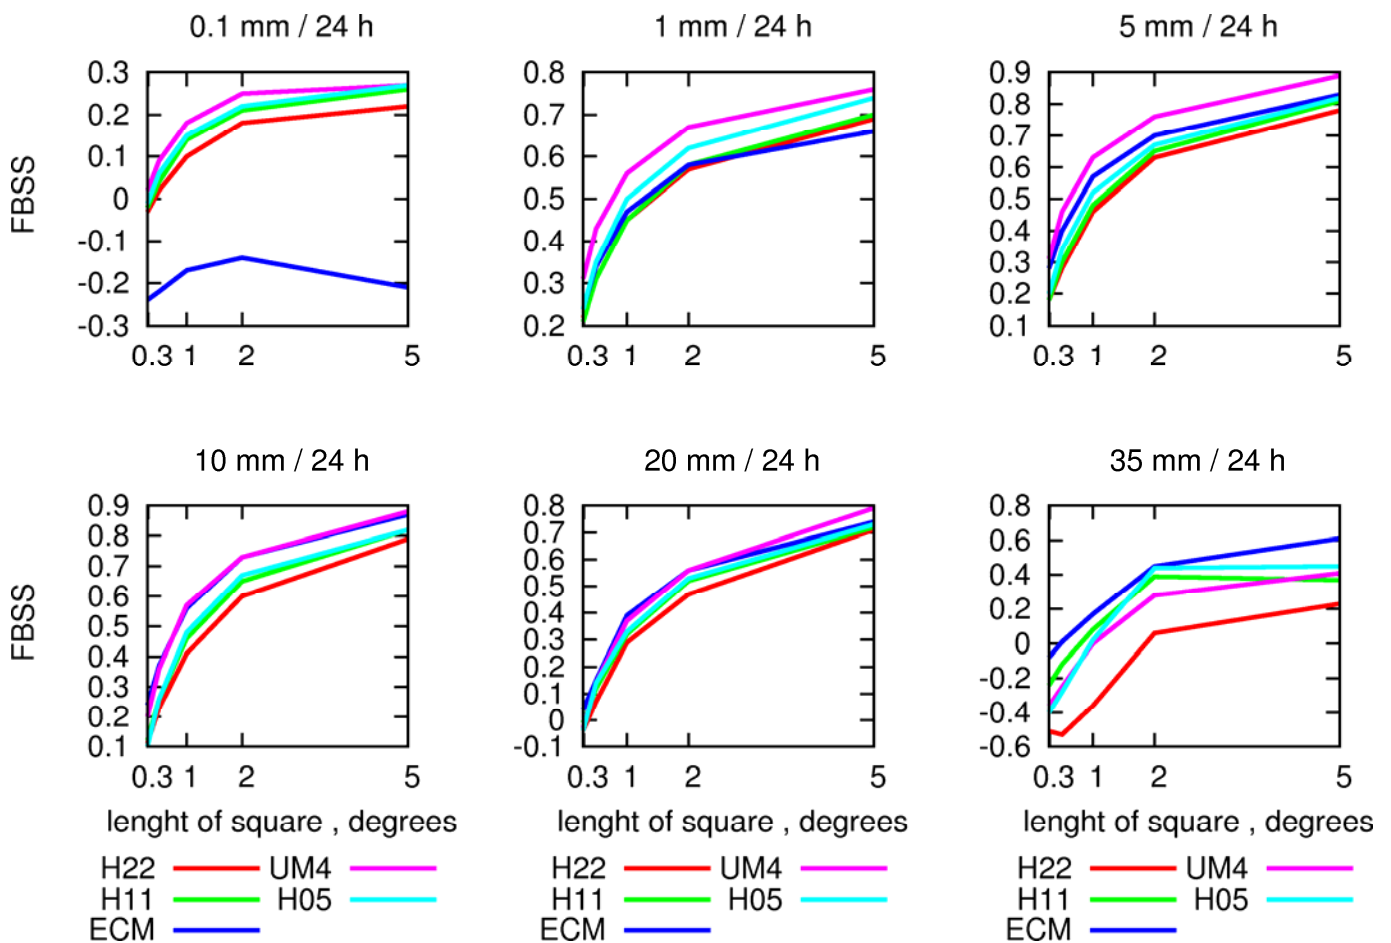 0.1 mm / 24 h
1 mm / 24 h
5 mm / 24 h
FBSS
0.3
0.2
0.1
0
-0.1
-0.2
-0.3
0.3 1 2 5
0.8
0.7
0.6
0.5
0.4
0.3
0.2
0.3 1 2 5
0.9
0.8
0.7
0.6
0.5
0.4
0.3
0.2
0.1
0.3 1 2 5
10 mm / 24 h
20 mm / 24 h
35 mm / 24 h
FBSS
0.9
0.8
0.7
0.6
0.5
0.4
0.3
0.2
0.1
0.3 1 2 5
lenght of square , degrees
0.8
0.7
0.6
0.5
0.4
0.3
0.2
0.1
0
-0.1
0.3 1 2 5
lenght of square , degrees
0.8
0.6
0.4
0.2
0
-0.2
-0.4
-0.6
0.3 1 2 5
lenght of square , degrees
H22 UM4
H11 H05
ECM
H22 UM4
H11 H05
ECM
H22 UM4
H11 H05
ECM